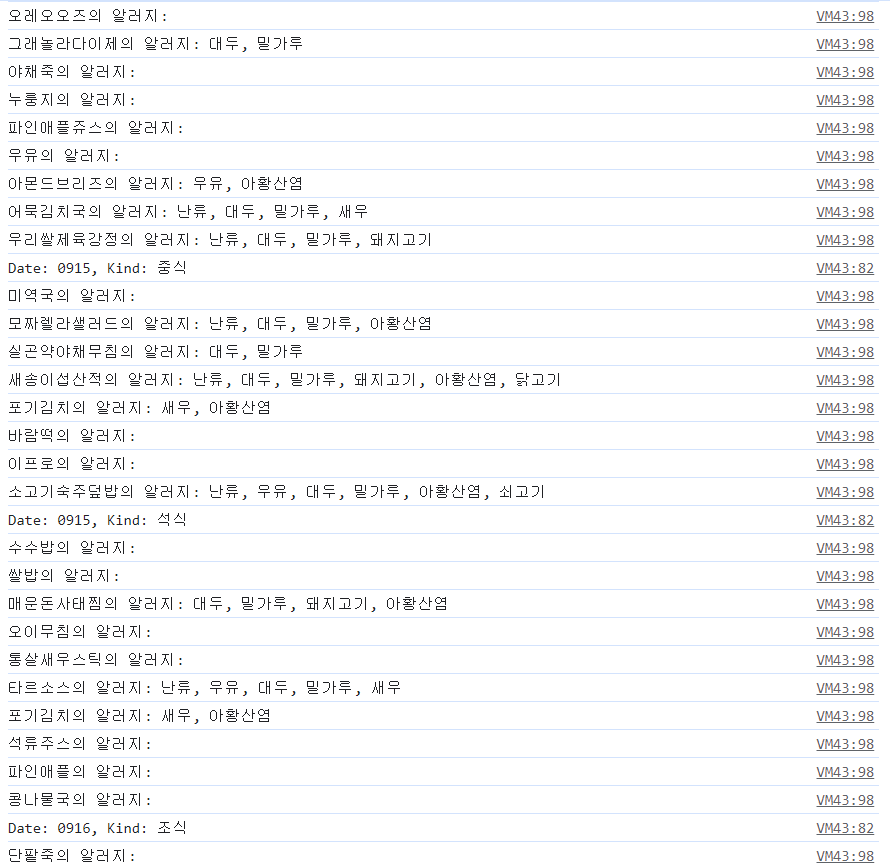 오레오오즈의 알러지: VM43:98
그래놀라다이제의 알러지: 대두, 밀가루 VM43:98
야채죽의 알러지: VM43:98
누룽지의 알러지: VM43:98
파인애플쥬스의 알러지: VM43:98
우유의 알러지: VM43:98
아몬드브리즈의 알러지: 우유, 아황산염 VM43:98
어묵김치국의 알러지: 난류, 대두, 밀가루, 새우 VM43:98
우리쌀제육강정의 알러지: 난류, 대두, 밀가루, 돼지고기 VM43:98
Date: 0915, Kind: 중식 VM43:82
미역국의 알러지: VM43:98
모짜렐라샐러드의 알러지: 난류, 대두, 밀가루, 아황산염 VM43:98
실곤약야채무침의 알러지: 대두, 밀가루 VM43:98
새송이섭산적의 알러지: 난류, 대두, 밀가루, 돼지고기, 아황산염, 닭고기 VM43:98
포기김치의 알러지: 새우, 아황산염 VM43:98
바람떡의 알러지: VM43:98
이프로의 알러지: VM43:98
소고기숙주덮밥의 알러지: 난류, 우유, 대두, 밀가루, 아황산염, 쇠고기 VM43:98
Date: 0915, Kind: 석식 VM43:82
수수밥의 알러지: VM43:98
쌀밥의 알러지: VM43:98
매운돈사태찜의 알러지: 대두, 밀가루, 돼지고기, 아황산염 VM43:98
오이무침의 알러지: VM43:98
통살새우스틱의 알러지: VM43:98
타르소스의 알러지: 난류, 우유, 대두, 밀가루, 새우 VM43:98
포기김치의 알러지: 새우, 아황산염 VM43:98
석류주스의 알러지: VM43:98
파인애플의 알러지: VM43:98
콩나물국의 알러지: VM43:98
Date: 0916, Kind: 조식 VM43:82
단팥죽의 알러지: VM43:98